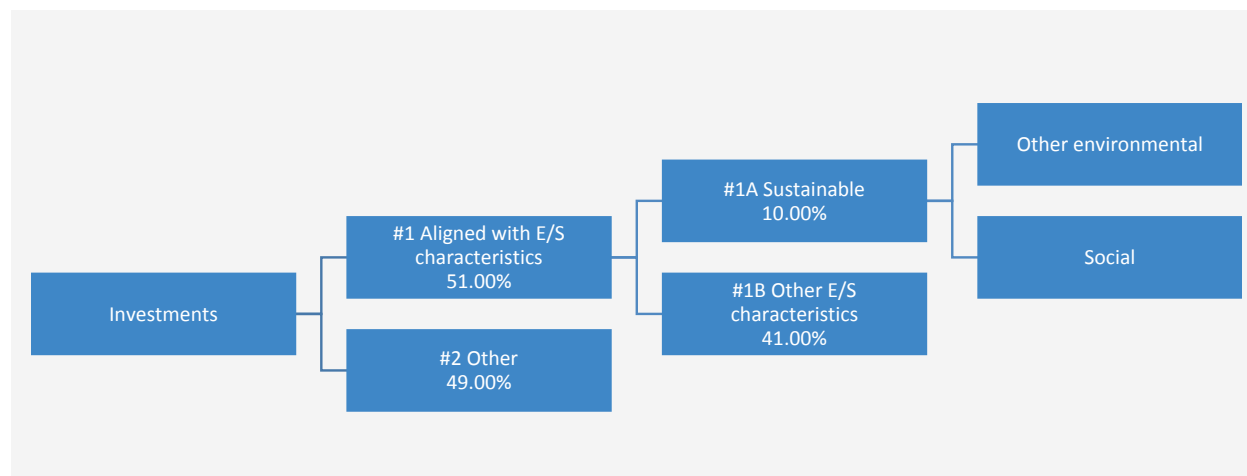 Investments
#1 Aligned with E/S
characteristics
51.00%
#2 Other
49.00%
#1A Sustainable
10.00%
#1B Other E/S
characteristics
41.00%
Other environmental
Social